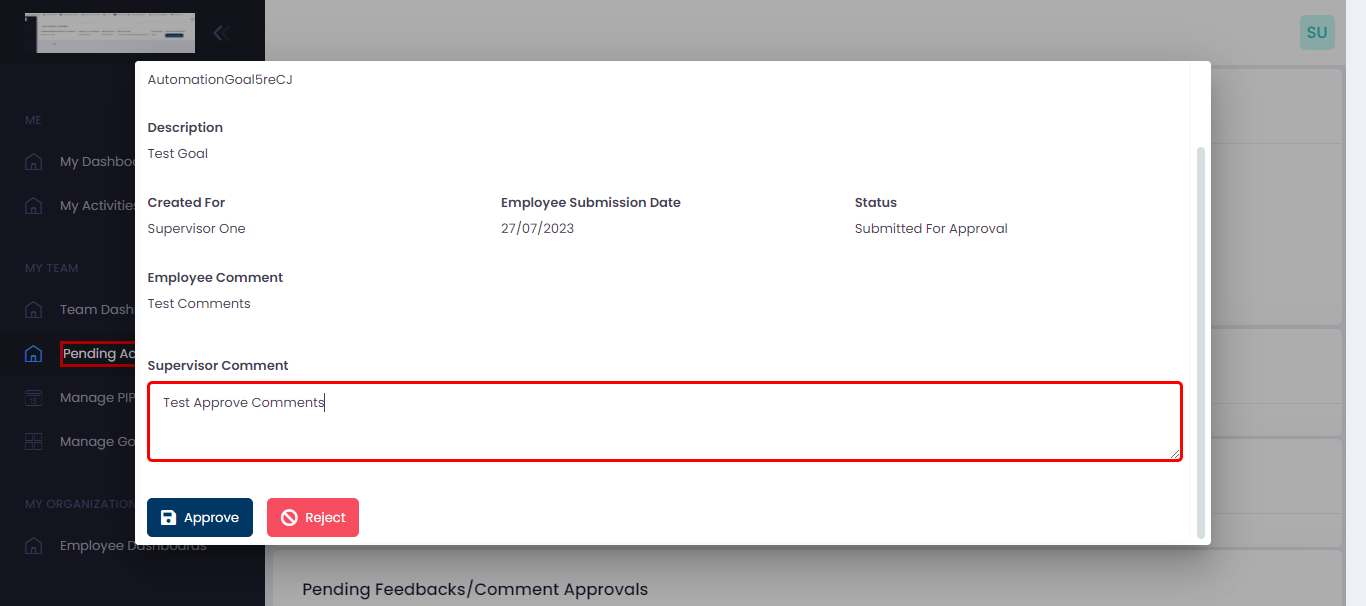 SU
ME
My Dashbo
My Activities
MY TEAM
Team Dash
Pending Ac
Manage PIP
Manage Go
MY ORGANIZATION
Employee Dashboards
AutomationGoal5reCJ
Description
Test Goal
Created For
Employee Submission Date
Status
Supervisor One
27/07/2023
Submitted For Approval
Employee Comment
Test Comments
Supervisor Comment
Test Approve Comments
Approve
Reject
Pending Feedbacks/Comment Approvals